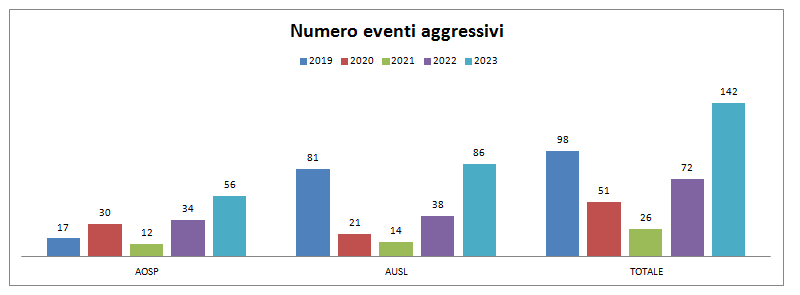 Numero eventi aggressivi
2019 2020 2021 2022 2023
17 30 12 34 56 81 21 14 38 86 98 51 26 72 142
AOSP AUSL TOTALE